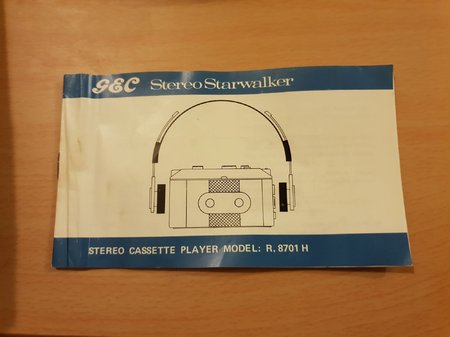 GEC Stereo Starwalker
STEREO CASSETTE PLAYER MODEL: R, 8701 H